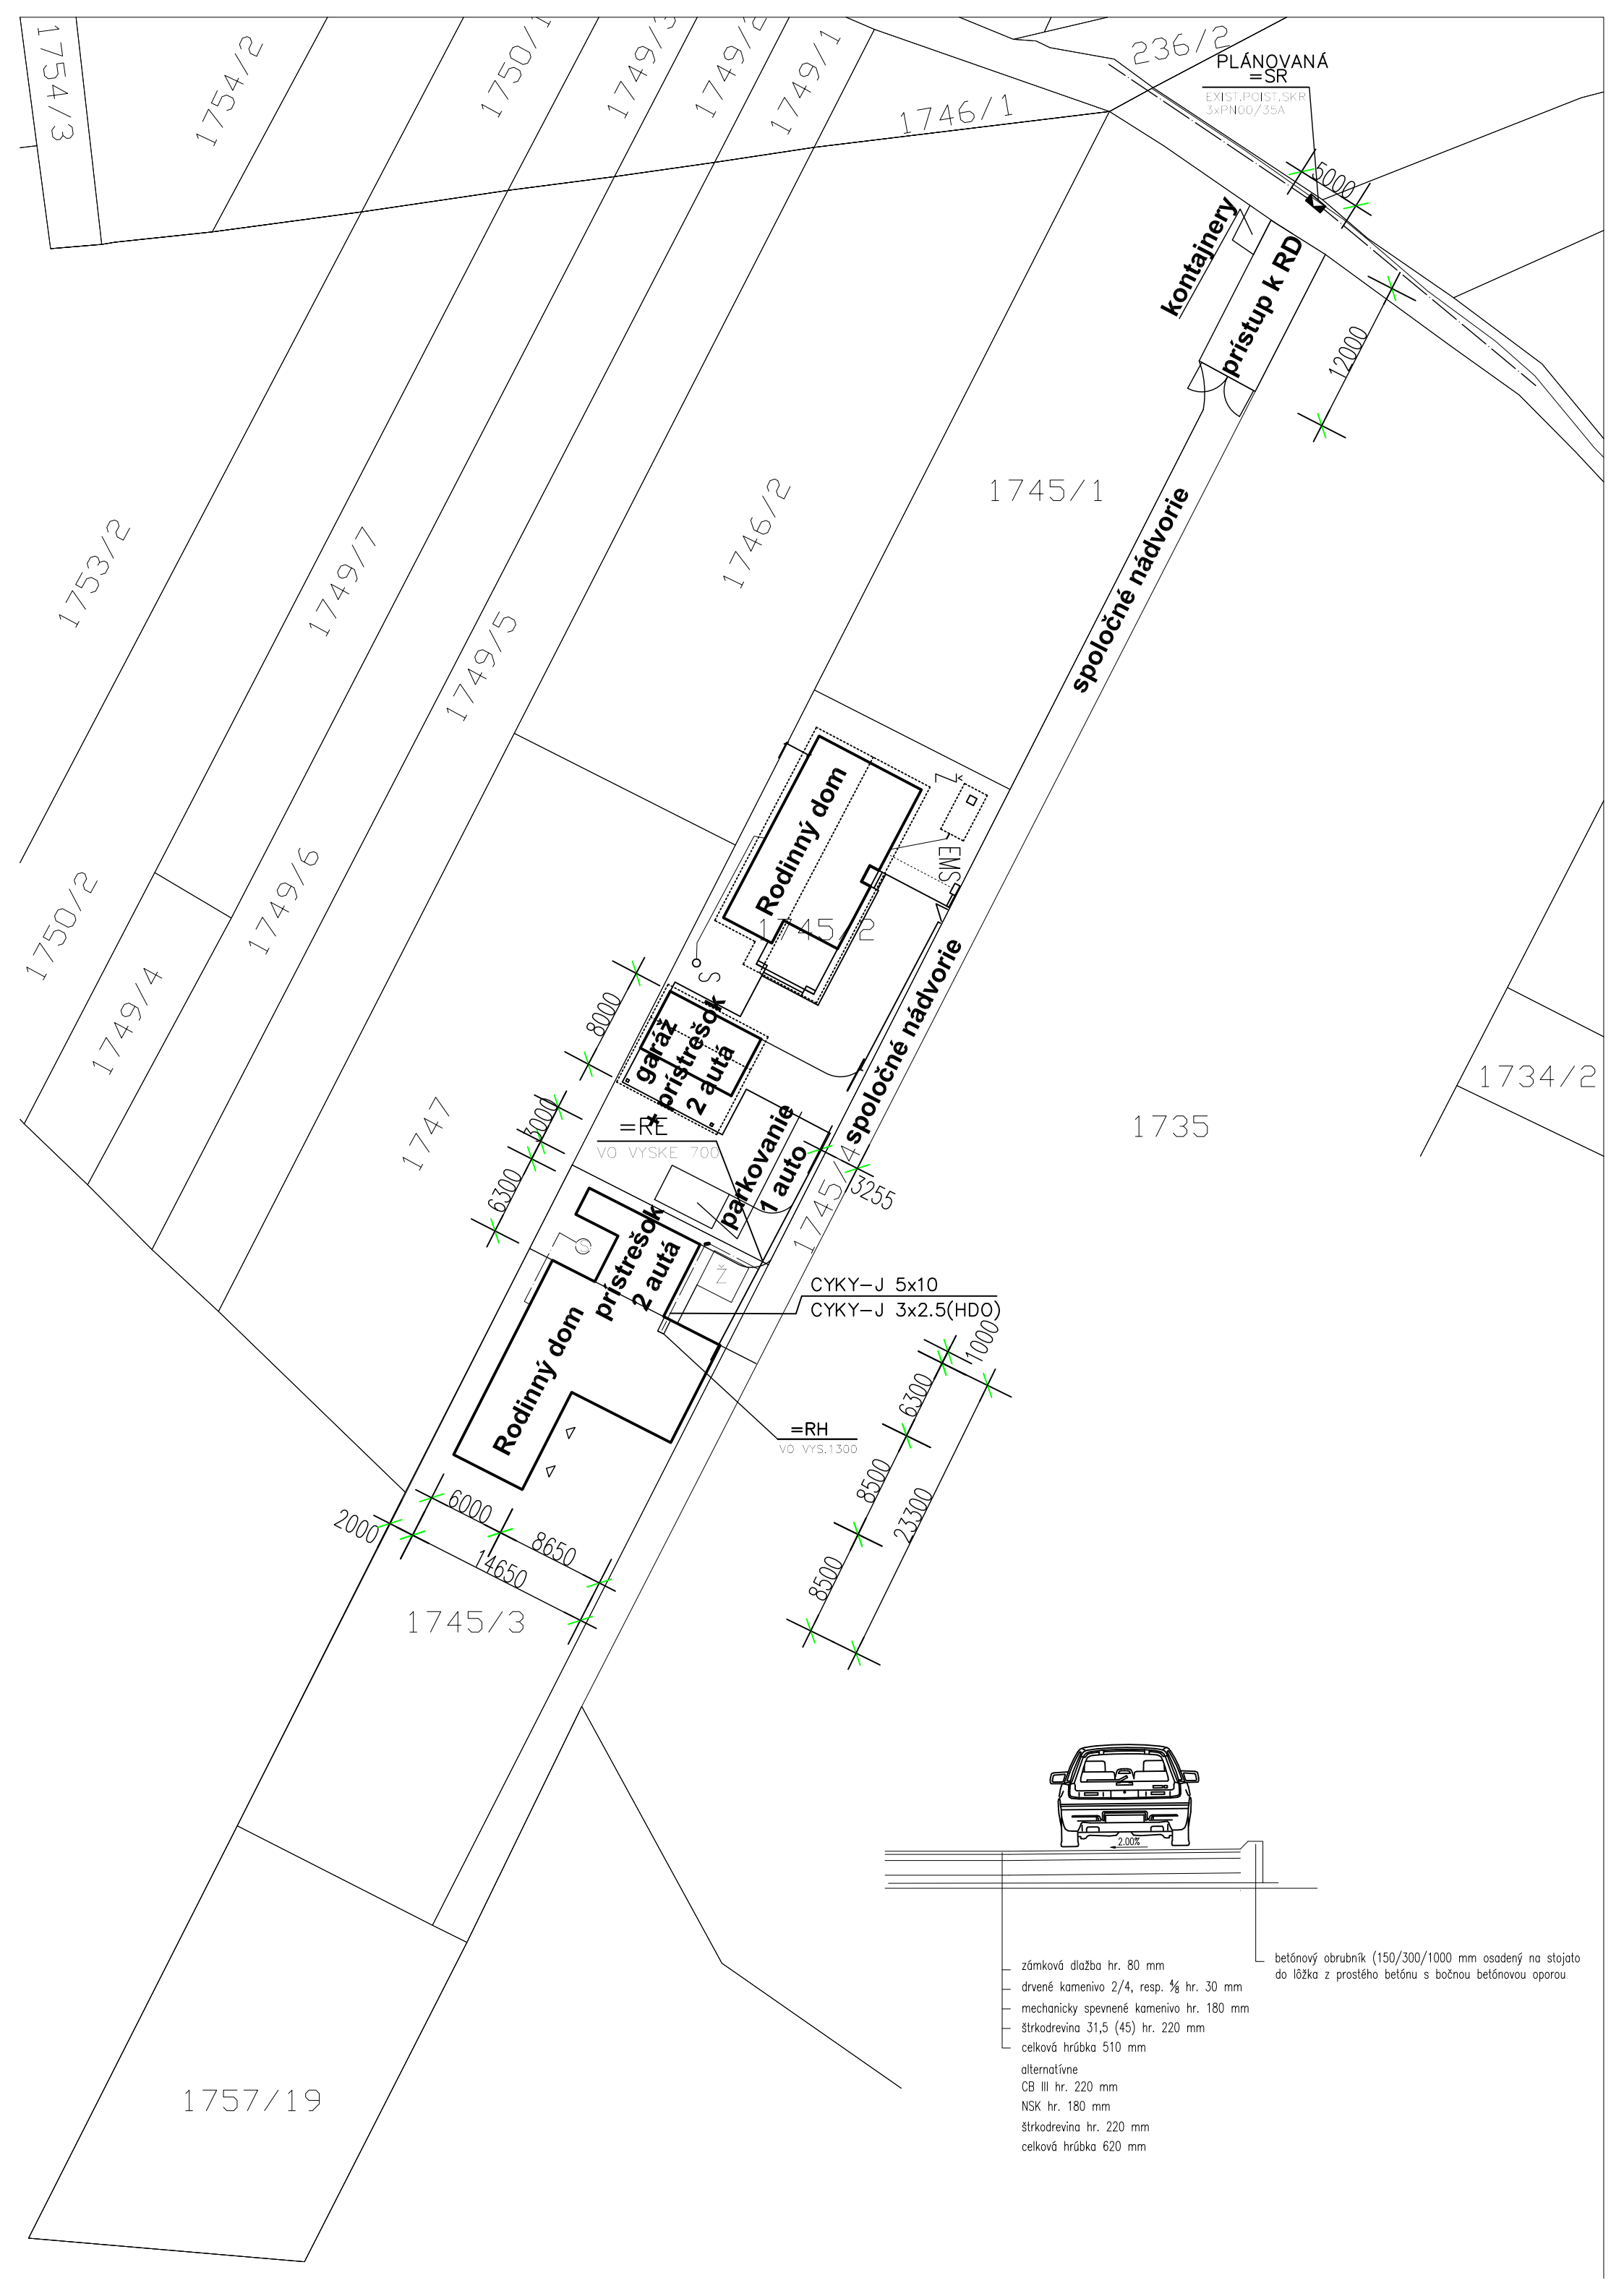 1754/3
1754/2
1750/1
1749/3
1749/2
1749/1
1746/1
236/2
PLÁNOVANÁ
=SR
EXIST.POIST.SKR
3xPN00/35A
5000
kontajnery
prístup k RD
12000
1753/2
1749/7
1749/5
1746/2
1745/1
spoločné nádvorie
1750/2
1749/4
1749/6
1747
Rodinný dom
Ž
EMS
1745/2
S
8000
garáž
+ prístrešok
2 autá
spoločné nádvorie
1735
1734/2
3000
6300
=RE
VO VYSKE 700
parkovanie
1 auto
1745/4
3255
S
prístrešok
2 autá
Ž
CYKY-J 5x10
CYKY-J 3x2.5(HDO)
Rodinný dom
=RH
VO VYS.1300
1000
6300
8500
23300
8500
2000
6000
8650
14650
1745/3
1757/19
2.00%
zámková dlažba hr. 80 mm
drvené kamenivo 2/4, resp. 4/8 hr. 30 mm
mechanicky spevnené kamenivo hr. 180 mm
štrkodrevina 31,5 (45) hr. 220 mm
celková hrúbka 510 mm
alternatívne
CB III hr. 220 mm
NSK hr. 180 mm
štrkodrevina hr. 220 mm
celková hrúbka 620 mm
betónový obrubník (150/300/1000 mm osadený na stojato
do lôžka z prostého betónu s bočnou betónovou oporou